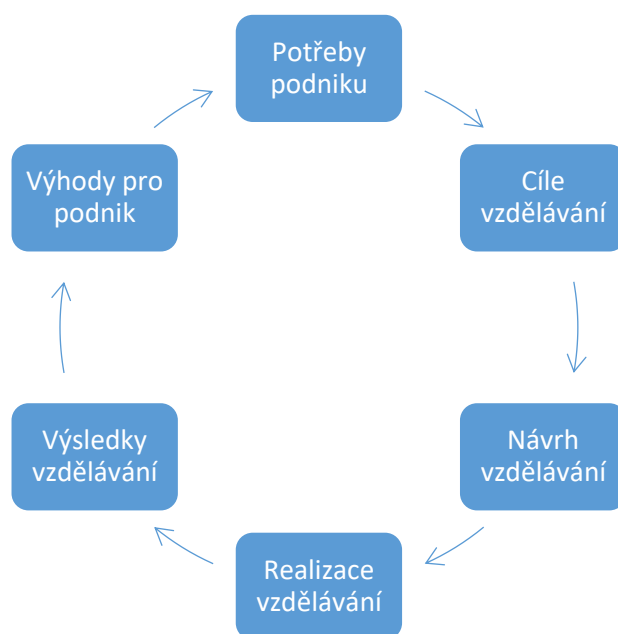 Potřeby
podniku
Cíle
vzdělávání
Návrh
vzdělávání
Realizace
vzdělávání
Výsledky
vzdělávání
Výhody pro
podnik